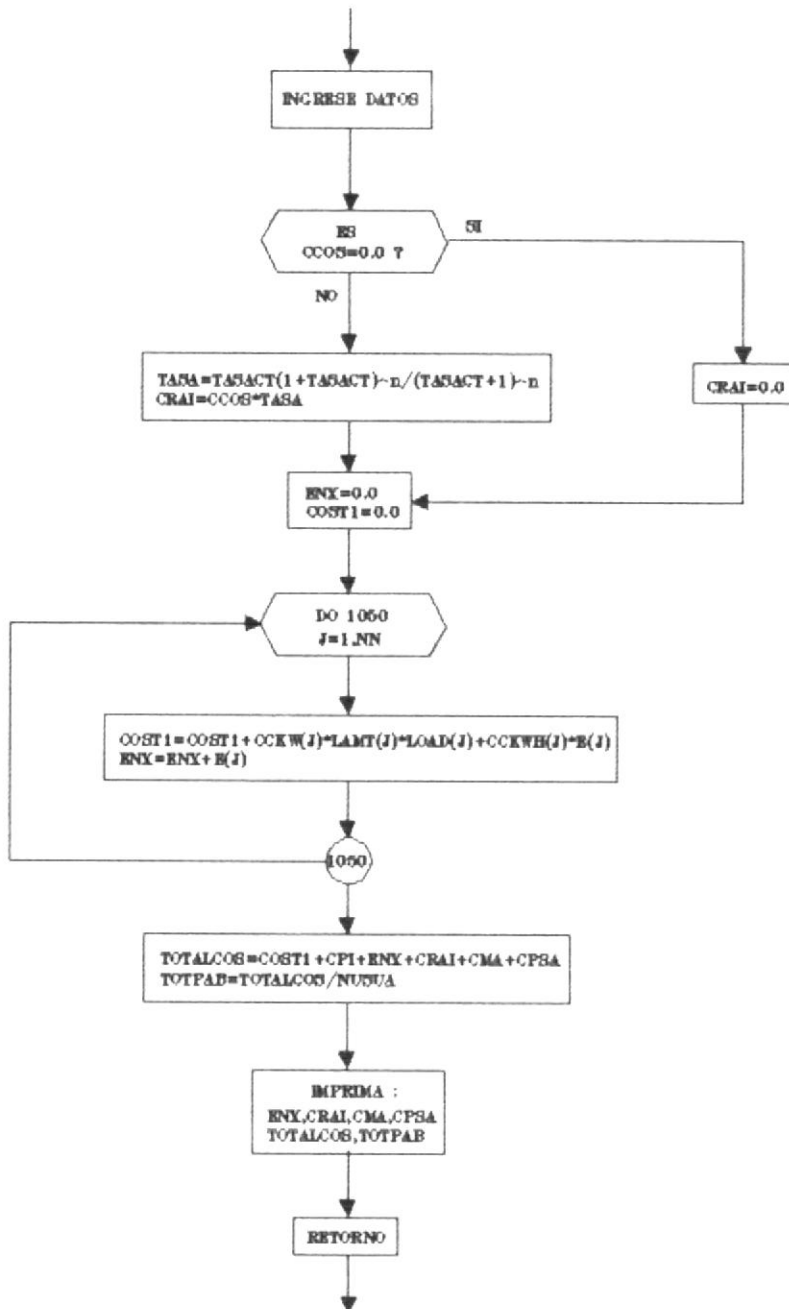 INGRESE DATOS
ES
CCOS=0.0 ?
SI
NO
TASA=TASACT(1+TASACT)~n/(TASACT+1)~n
CRAI=CCOS*TASA
CRAI=0.0
ENX=0.0
COST1=0.0
DO 1050
J=1,NN
COST1=COST1+CCKW(J)*LAMT(J)*LOAD(J)+CCKWH(J)*E(J)
ENX=ENX+E(J)
1050
TOTALCOS=COST1+CPI+ENX+CRAI+CMA+CPSA
TOTPAB=TOTALCOS/NUSUA
IMPRIMA :
ENX,CRAI,CMA,CPSA
TOTALCOS,TOTPAB
RETORNO